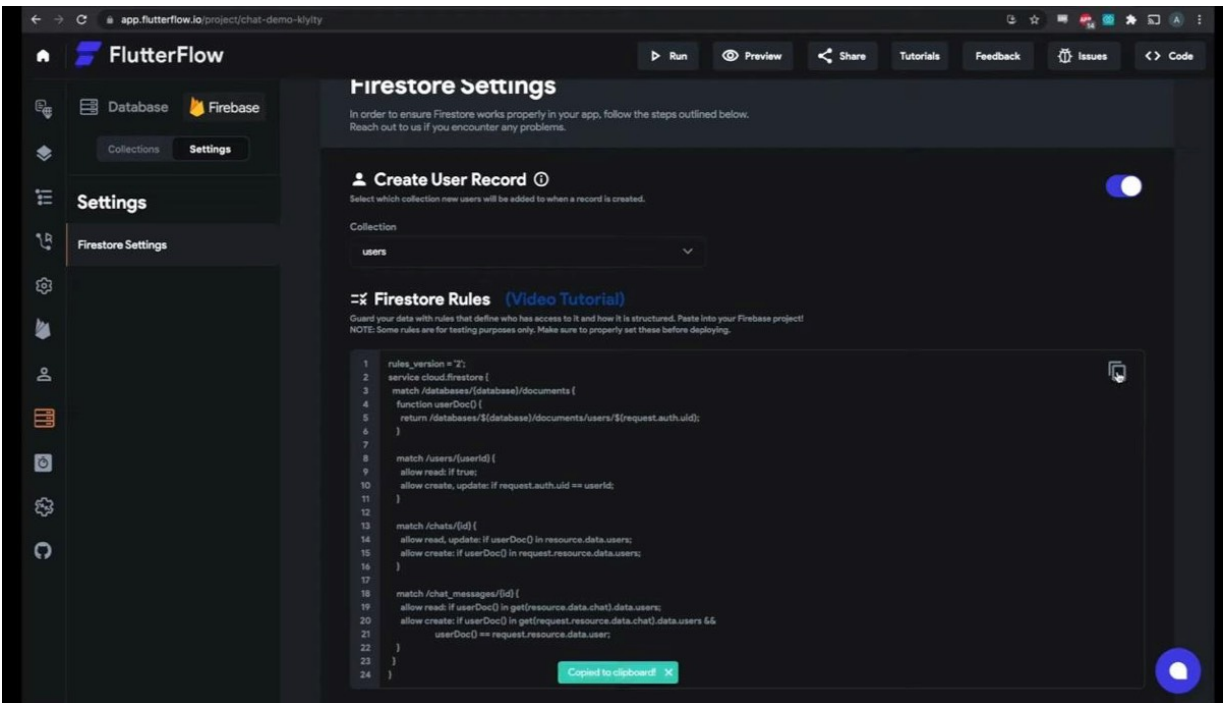 app.flutterflow.io/project/chat-demo-klyity
A
FlutterFlow
Run
Preview
Share
Tutorials
Feedback
Issues
<> Code
Database
Firebase
Collections
Settings
Settings
Firestore Settings
Firestore Settings
In order to ensure Firestore works properly in your app, follow the steps outlined below.
Reach out to us if you encounter any problems.
Create User Record
Select which collection new users will be added to when a record is created.
Collection
users
Firestore Rules (Video Tutorial)
Guard your data with rules that define who has access to it and how it is structured. Paste into your Firebase project!
NOTE: Some rules are for testing purposes only. Make sure to properly set these before deploying.
1 rules_version = '2';
2 service cloud.firestore {
3 match /databases/{database}/documents {
4 function userDoc() {
5 return /databases/$(database)/documents/users/$(request.auth.uid);
6 }
7
8 match /users/{userId} {
9 allow read: if true;
10 allow create, update: if request.auth.uid == userId;
11 }
12
13 match /chats/{id} {
14 allow read, update: if userDoc() in resource.data.users;
15 allow create: if userDoc() in request.resource.data.users;
16 }
17
18 match /chat_messages/{id} {
19 allow read: if userDoc() in get(resource.data.chat).data.users;
20 allow create: if userDoc() in get(request.resource.data.chat).data.users &&
21 userDoc() == request.resource.data.user;
22 }
23 }
24 }
Copied to clipboard! X